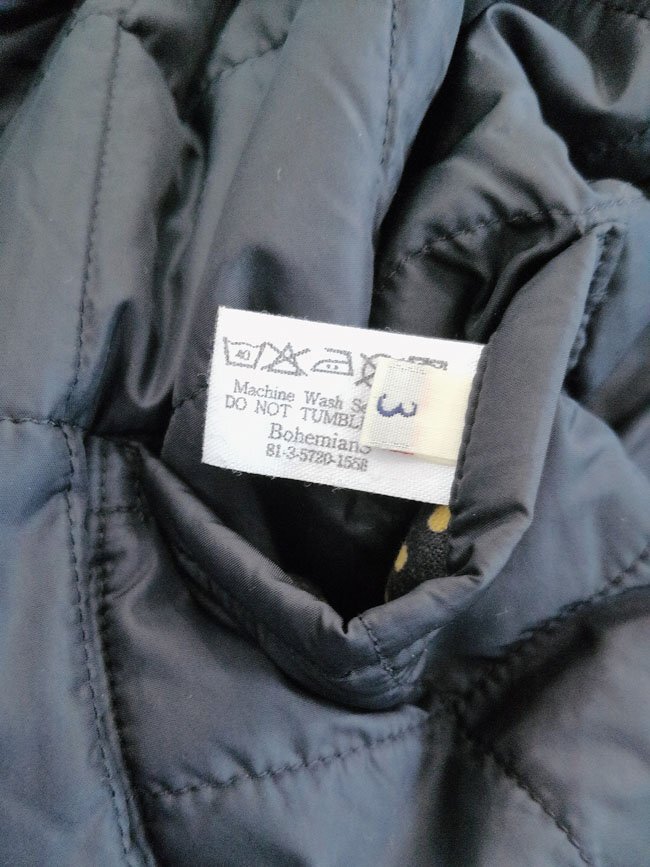 40
Machine Wash
DO NOT TUMBL
Bohemians
81-3-5720-1558
3